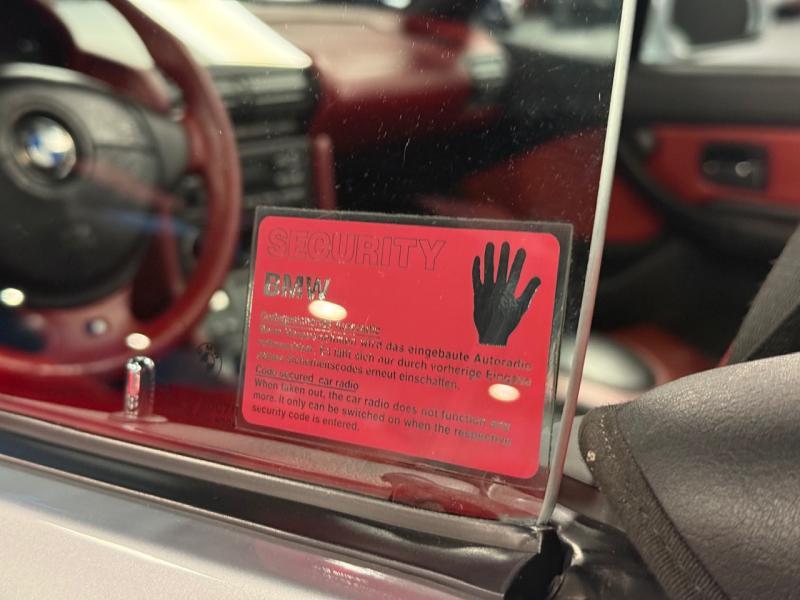 SECURITY
BMW
wird das eingebaute Autoradio
Es läßt sich nur durch vorherige Eingabe
erneut einschalten.
Code secured car radio
When taken out, the car radio does not function any
more. It only can be switched on when the respective
security code is entered.